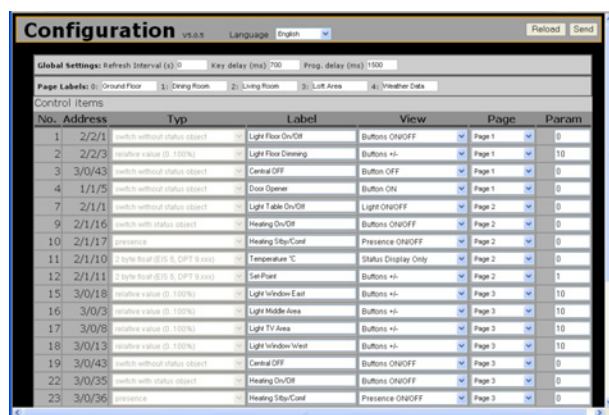 Configuration v5.0.5 Language English Reload Send
Global Settings: Refresh Interval (s) 0 Key delay (ms) 700 Prog. delay (ms) 1500
Page Labels: 0: Ground Floor 1: Dining Room 2: Living Room 3: Loft Area 4: Weather Data
Control items
No. Address Typ Label View Page Param
1 2/2/1 switch without status object Light Floor On/Off Buttons ON/OFF Page 1 0
2 2/2/3 relative value (0..100%) Light Floor Dimming Buttons +/- Page 1 10
3 3/0/43 switch without status object Central OFF Button OFF Page 1 0
4 1/1/5 switch without status object Door Opener Button ON Page 1 0
7 2/1/1 switch without status object Light Table On/Off Light ON/OFF Page 2 0
9 2/1/16 switch with status object Heating On/Off Buttons ON/OFF Page 2 0
10 2/1/17 presence Heating Stby/Comf Presence ON/OFF Page 2 0
11 2/1/10 2 byte float (EIS 5, DPT 9.xxx) Temperature °C Status Display Only Page 2 0
12 2/1/11 2 byte float (EIS 5, DPT 9.xxx) Set-Point Buttons +/- Page 2 1
15 3/0/18 relative value (0..100%) Light Window East Buttons +/- Page 3 10
16 3/0/3 relative value (0..100%) Light Middle Area Buttons +/- Page 3 10
17 3/0/8 relative value (0..100%) Light TV Area Buttons +/- Page 3 10
18 3/0/13 relative value (0..100%) Light Window West Buttons +/- Page 3 10
19 3/0/43 switch without status object Central OFF Buttons ON/OFF Page 3 0
22 3/0/35 switch with status object Heating On/Off Buttons ON/OFF Page 3 0
23 3/0/36 presence Heating Stby/Comf Presence ON/OFF Page 3 0